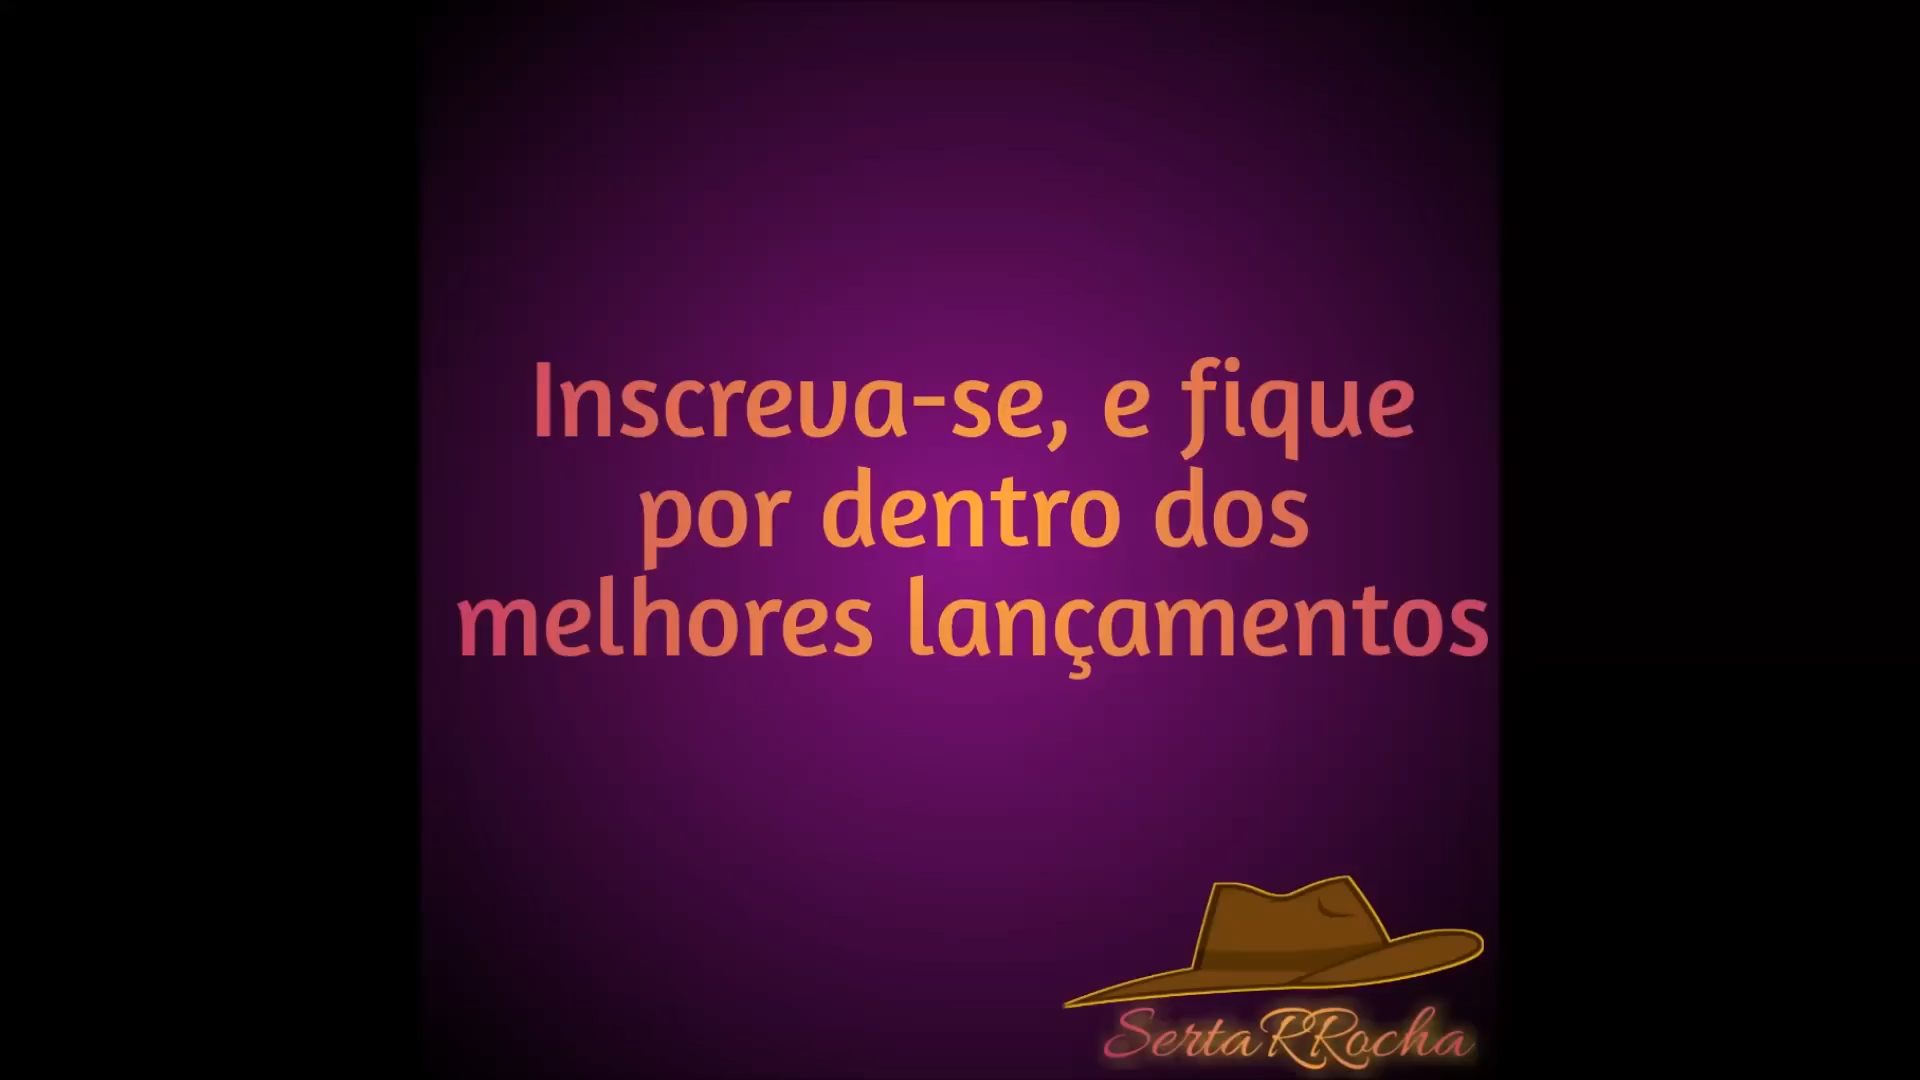 Inscreva-se, e fique
por dentro dos
melhores lançamentos
SertaRRocha